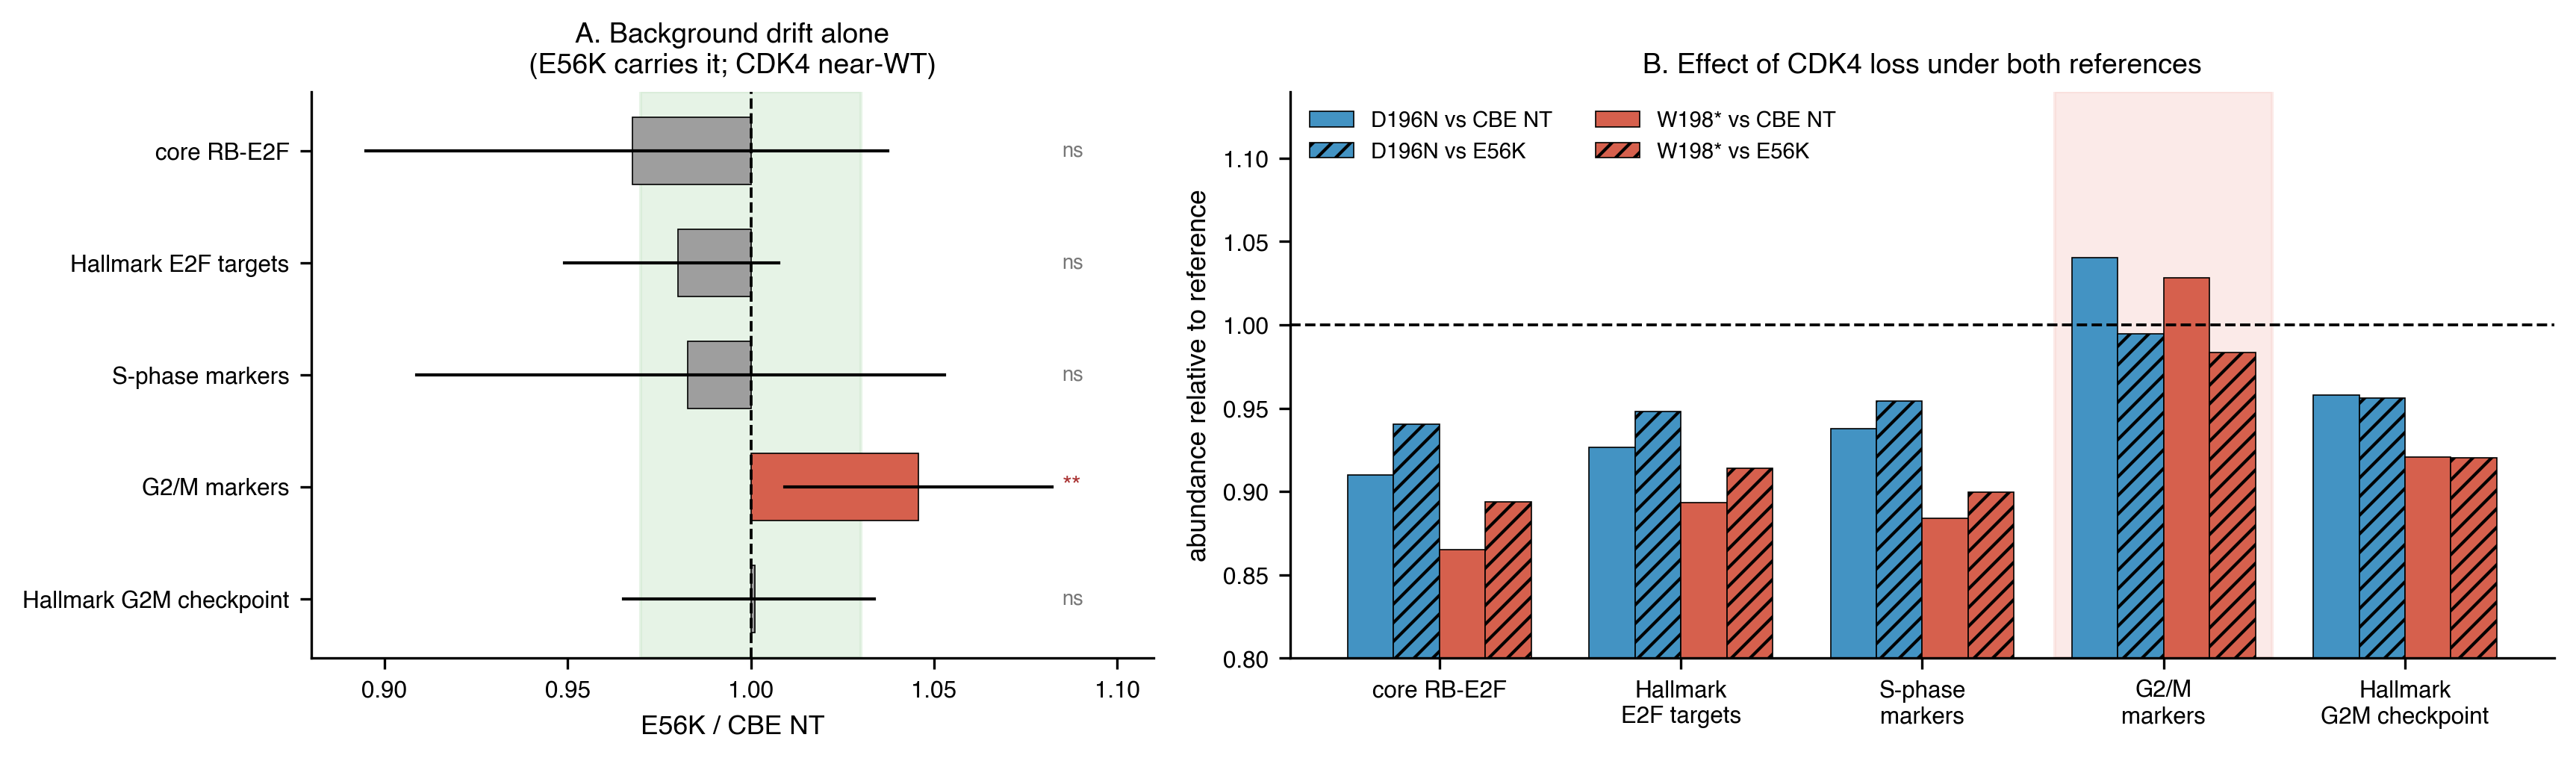 A. Background drift alone
(E56K carries it; CDK4 near-WT)
core RB-E2F
ns
Hallmark E2F targets
ns
S-phase markers
ns
G2/M markers
**
Hallmark G2M checkpoint
ns
0.90 0.95 1.00 1.05 1.10
E56K / CBE NT
B. Effect of CDK4 loss under both references
D196N vs CBE NT
D196N vs E56K
W198* vs CBE NT
W198* vs E56K
abundance relative to reference
1.10
1.05
1.00
0.95
0.90
0.85
0.80
core RB-E2F
Hallmark
E2F targets
S-phase
markers
G2/M
markers
Hallmark
G2M checkpoint